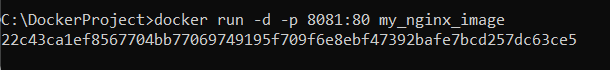 C:\DockerProject>docker run -d -p 8081:80 my_nginx_image
22c43ca1ef8567704bb77069749195f709f6e8ebf47392bafe7bcd257dc63ce5